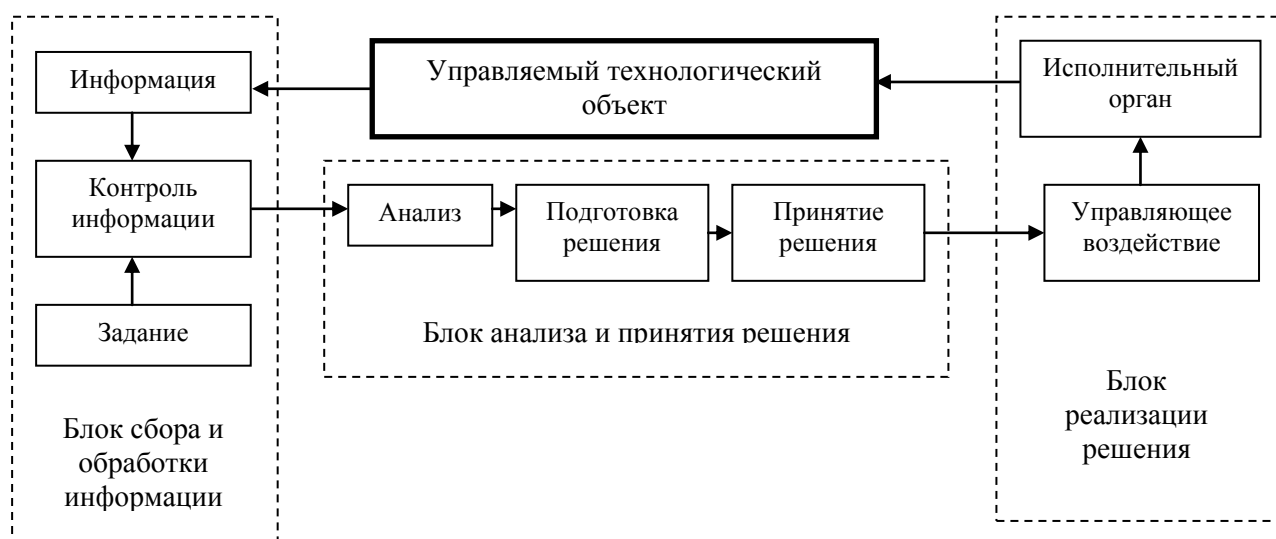 Информация
Управляемый технологический
объект
Исполнительный
орган
Контроль
информации
Анализ
Подготовка
решения
Принятие
решения
Управляющее
воздействие
Задание
Блок анализа и принятия решения
Блок сбора и
обработки
информации
Блок
реализации
решения